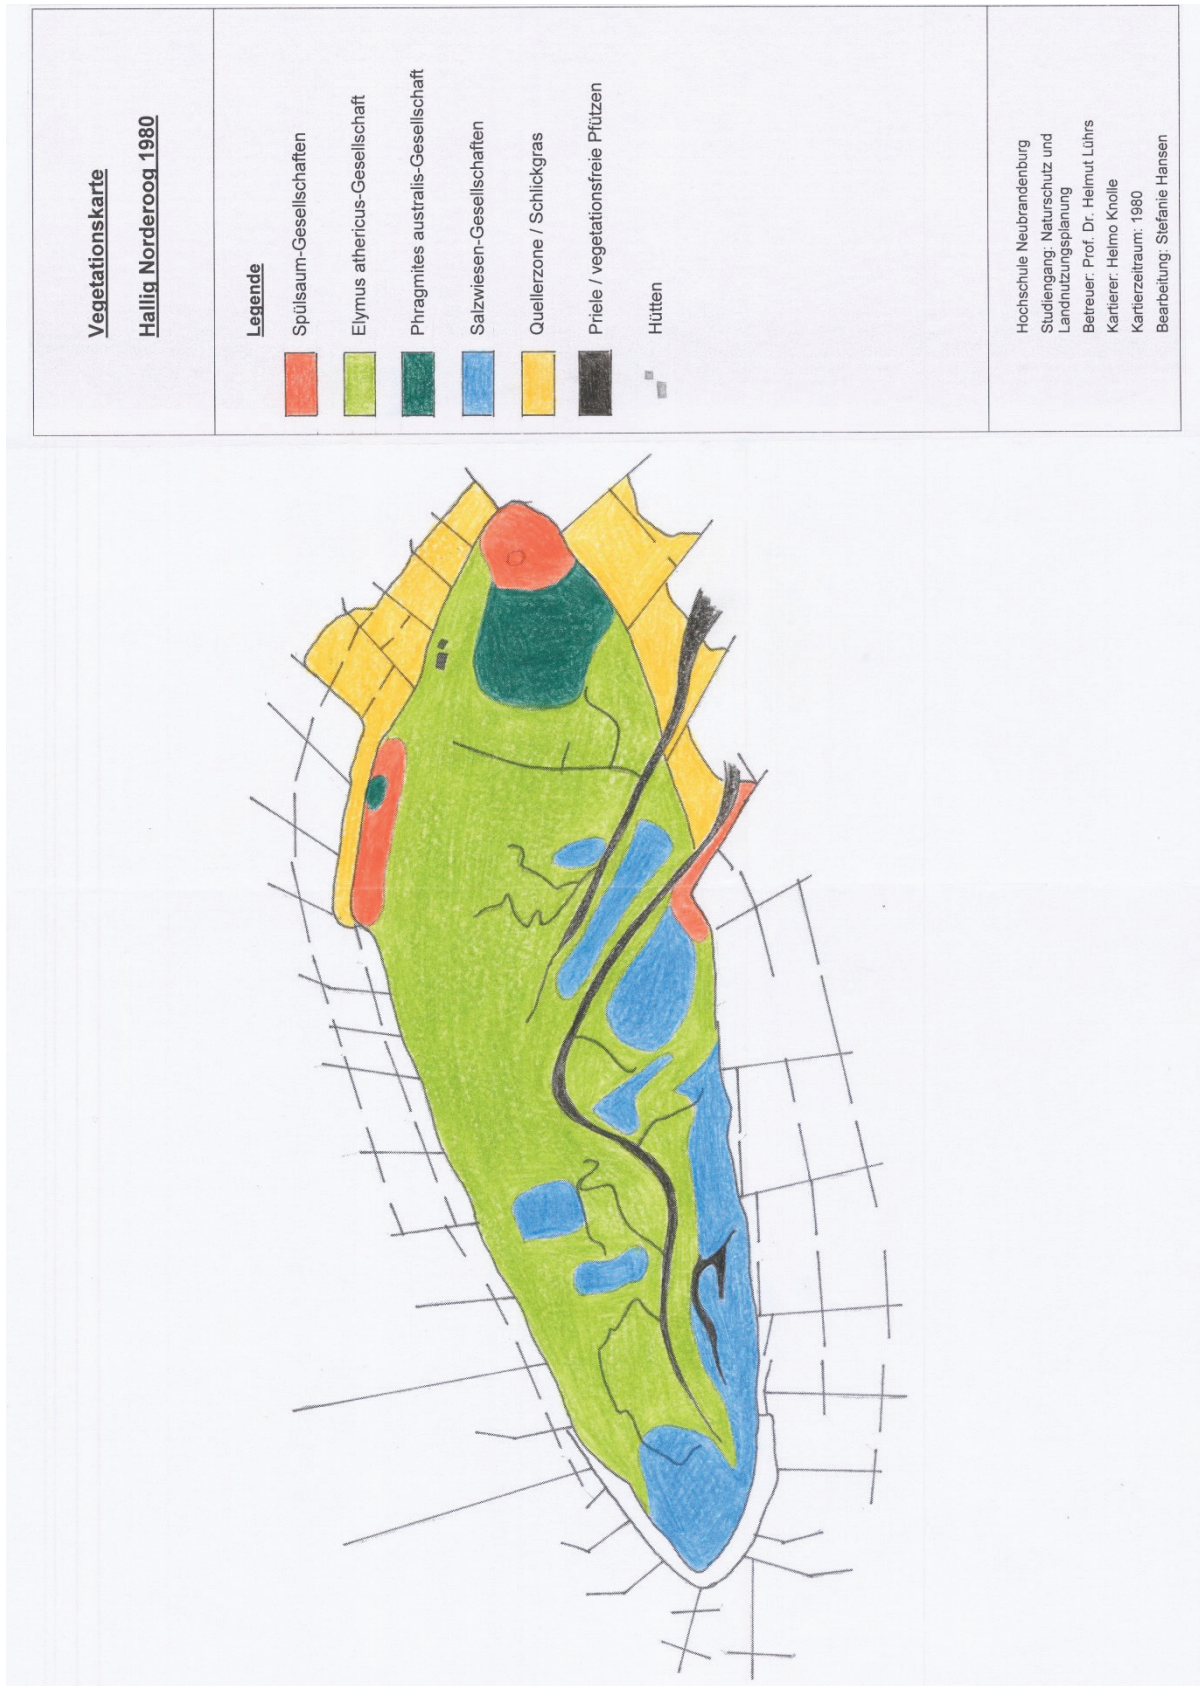 Vegetationskarte
Hallig Norderoog 1980
Legende
Spülsaum-Gesellschaften
Elymus athericus-Gesellschaft
Phragmites australis-Gesellschaft
Salzwiesen-Gesellschaften
Quellerzone / Schlickgras
Priele / vegetationsfreie Pfützen
Hütten
Hochschule Neubrandenburg
Studiengang: Naturschutz und
Landnutzungsplanung
Betreuer: Prof. Dr. Helmut Lührs
Kartierer: Helmo Knolle
Kartierzeitraum: 1980
Bearbeitung: Stefanie Hansen